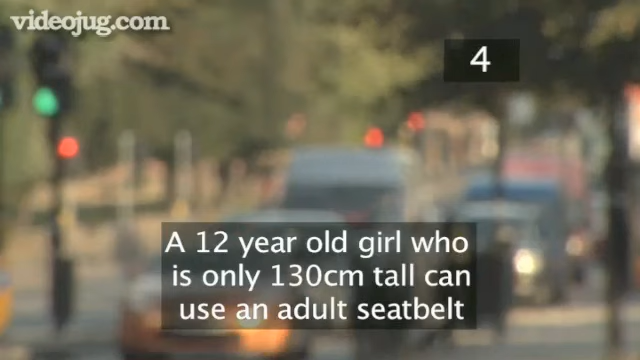 videojug.com
4
A 12 year old girl who
is only 130cm tall can
use an adult seatbelt